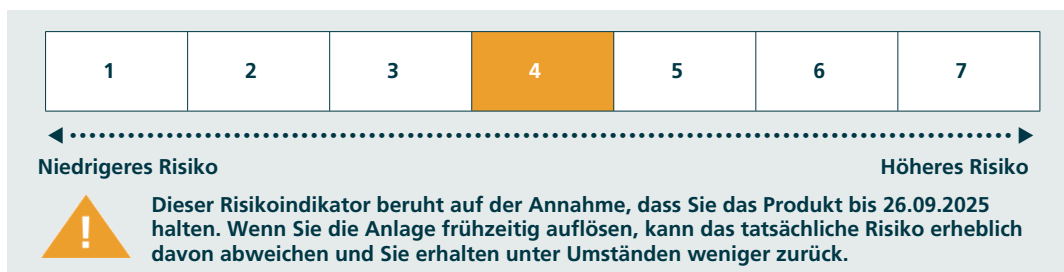 1 2 3 4 5 6 7
Niedrigeres Risiko Höheres Risiko
! Dieser Risikoindikator beruht auf der Annahme, dass Sie das Produkt bis 26.09.2025
halten. Wenn Sie die Anlage frühzeitig auflösen, kann das tatsächliche Risiko erheblich
davon abweichen und Sie erhalten unter Umständen weniger zurück.